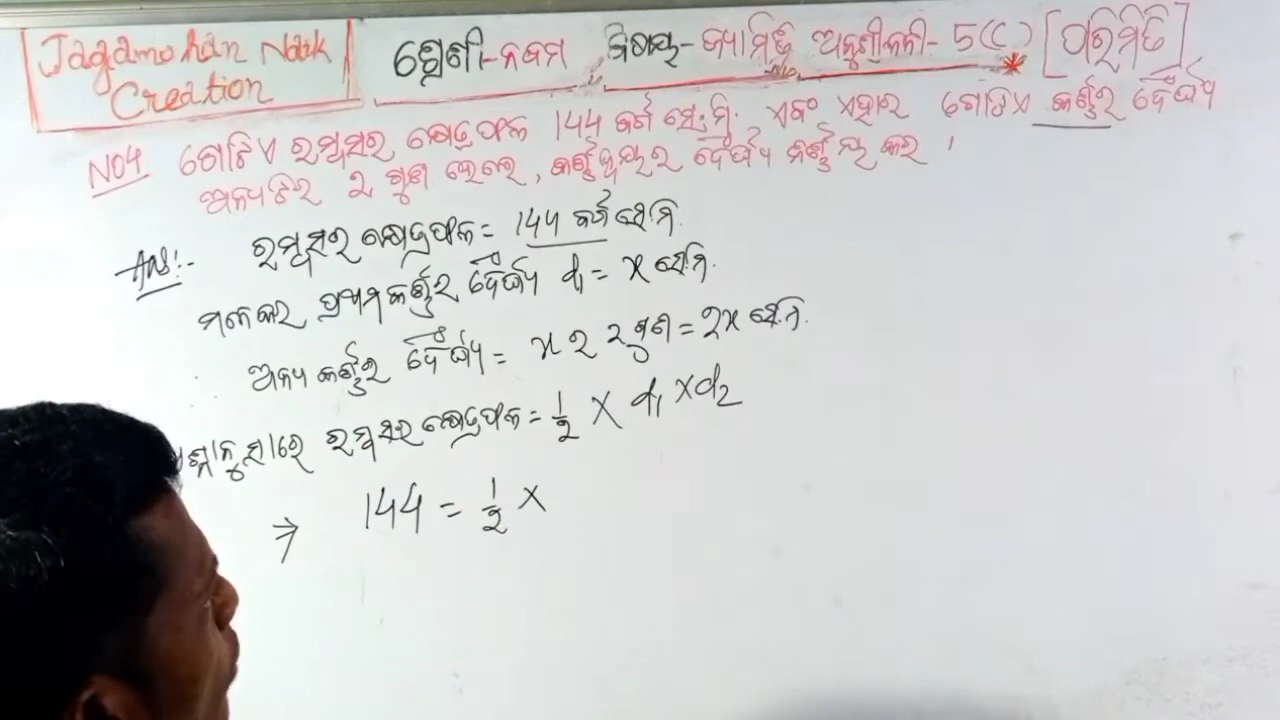 Jagamohan Naik Creation
ଶ୍ରେଣୀ-ନବମ ବିଷୟ-ଜ୍ୟାମିତି ଅନୁଶୀଳନୀ-5(C) [ପରିମିତି]
NO4 ଗୋଟିଏ ରମ୍ବସର କ୍ଷେତ୍ରଫଳ 144 ବର୍ଗ ସେ.ମି. ଏବଂ ଏହାର ଗୋଟିଏ କର୍ଣ୍ଣର ଦୈର୍ଘ୍ୟ
ଅନ୍ୟଟିର ୨ ଗୁଣ ହେଲେ, କର୍ଣ୍ଣଦ୍ୱୟର ଦୈର୍ଘ୍ୟ ନିର୍ଣ୍ଣୟ କର ।
Ans:- ରମ୍ବସର କ୍ଷେତ୍ରଫଳ = 144 ବର୍ଗ ସେ.ମି.
ମନେକର ପ୍ରଥମ କର୍ଣ୍ଣର ଦୈର୍ଘ୍ୟ d₁ = x ସେ.ମି.
ଅନ୍ୟ କର୍ଣ୍ଣର ଦୈର୍ଘ୍ୟ = x ର 2 ଗୁଣ = 2x ସେ.ମି.
ପ୍ରଶ୍ନାନୁସାରେ ରମ୍ବସର କ୍ଷେତ୍ରଫଳ = 1/2 × d₁ × d₂
⇒ 144 = 1/2 ×